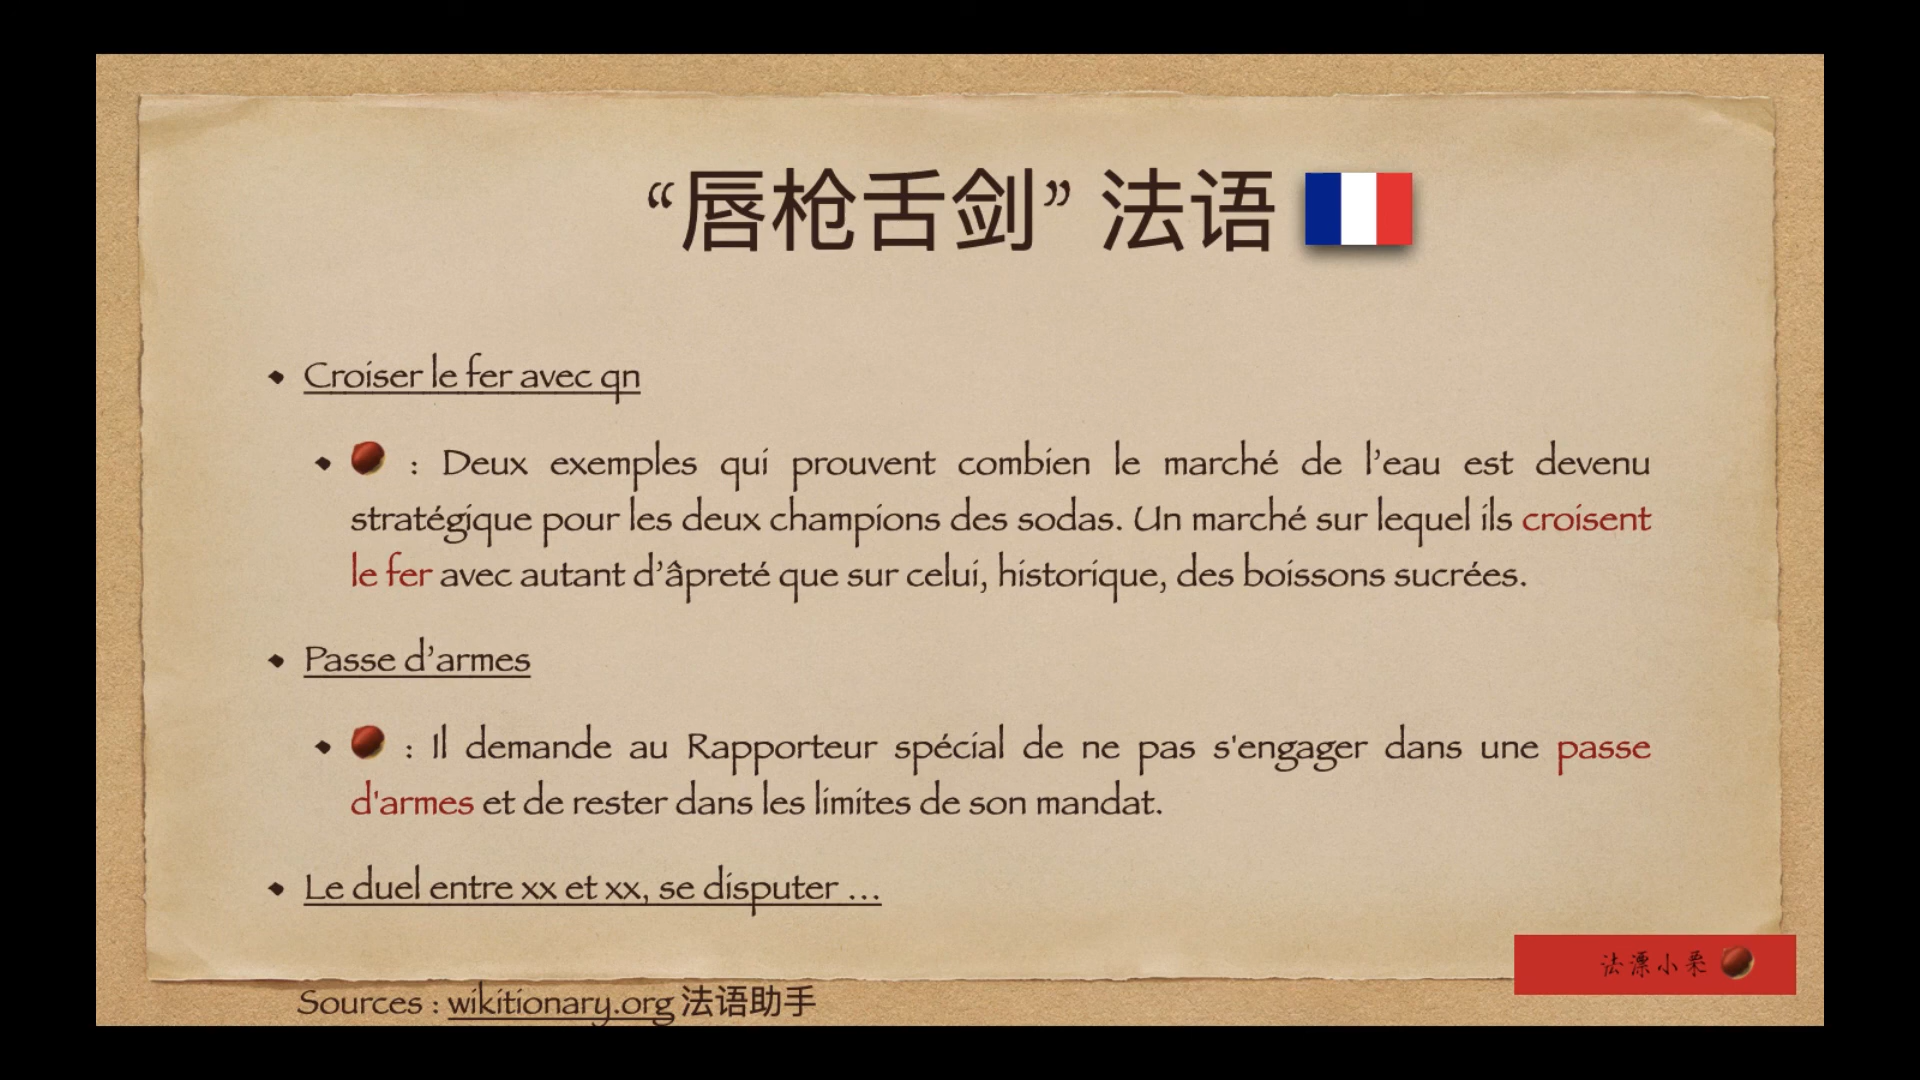 “唇枪舌剑” 法语
Croiser le fer avec qn
: Deux exemples qui prouvent combien le marché de l’eau est devenu
stratégique pour les deux champions des sodas. Un marché sur lequel ils croisent
le fer avec autant d’âpreté que sur celui, historique, des boissons sucrées.
Passe d’armes
: Il demande au Rapporteur spécial de ne pas s'engager dans une passe
d'armes et de rester dans les limites de son mandat.
Le duel entre xx et xx, se disputer …
法漂小栗
Sources : wikitionary.org 法语助手